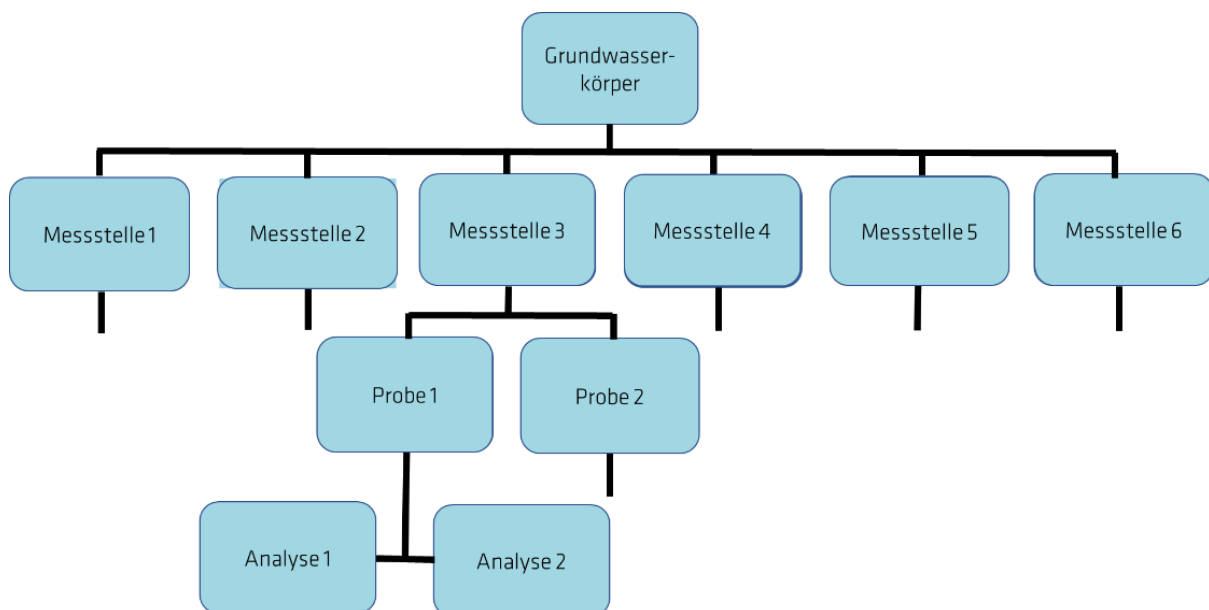 Grundwasser-
körper
Messstelle 1
Messstelle 2
Messstelle 3
Messstelle 4
Messstelle 5
Messstelle 6
Probe 1
Probe 2
Analyse 1
Analyse 2